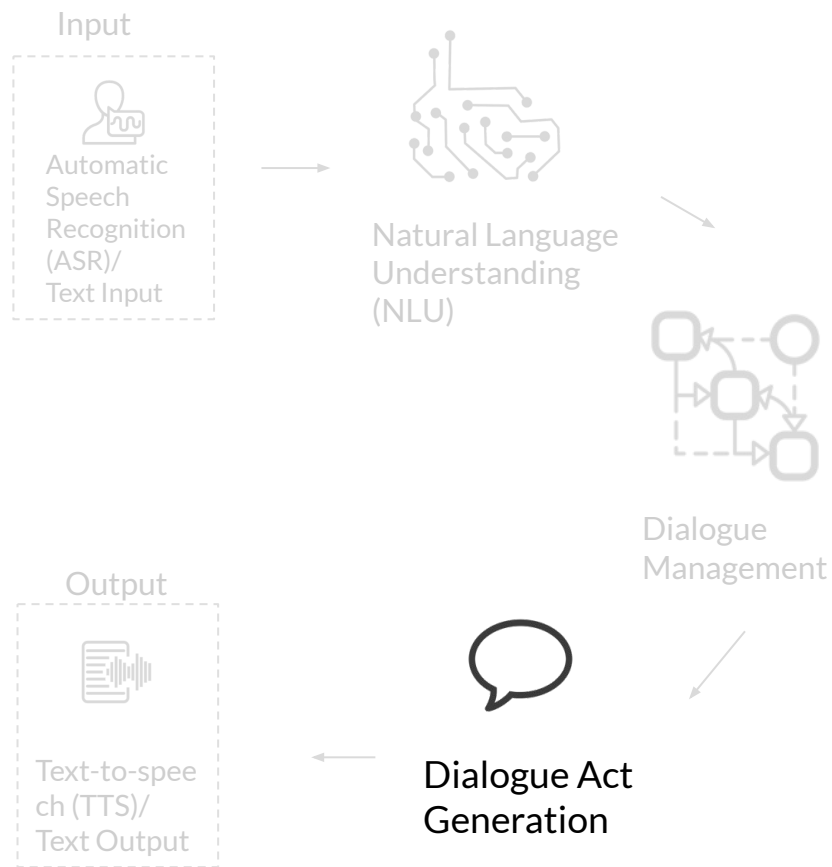 Input
Automatic
Speech
Recognition
(ASR)/
Text Input
Natural Language
Understanding
(NLU)
Dialogue
Management
Dialogue Act
Generation
Output
Text-to-spee
ch (TTS)/
Text Output